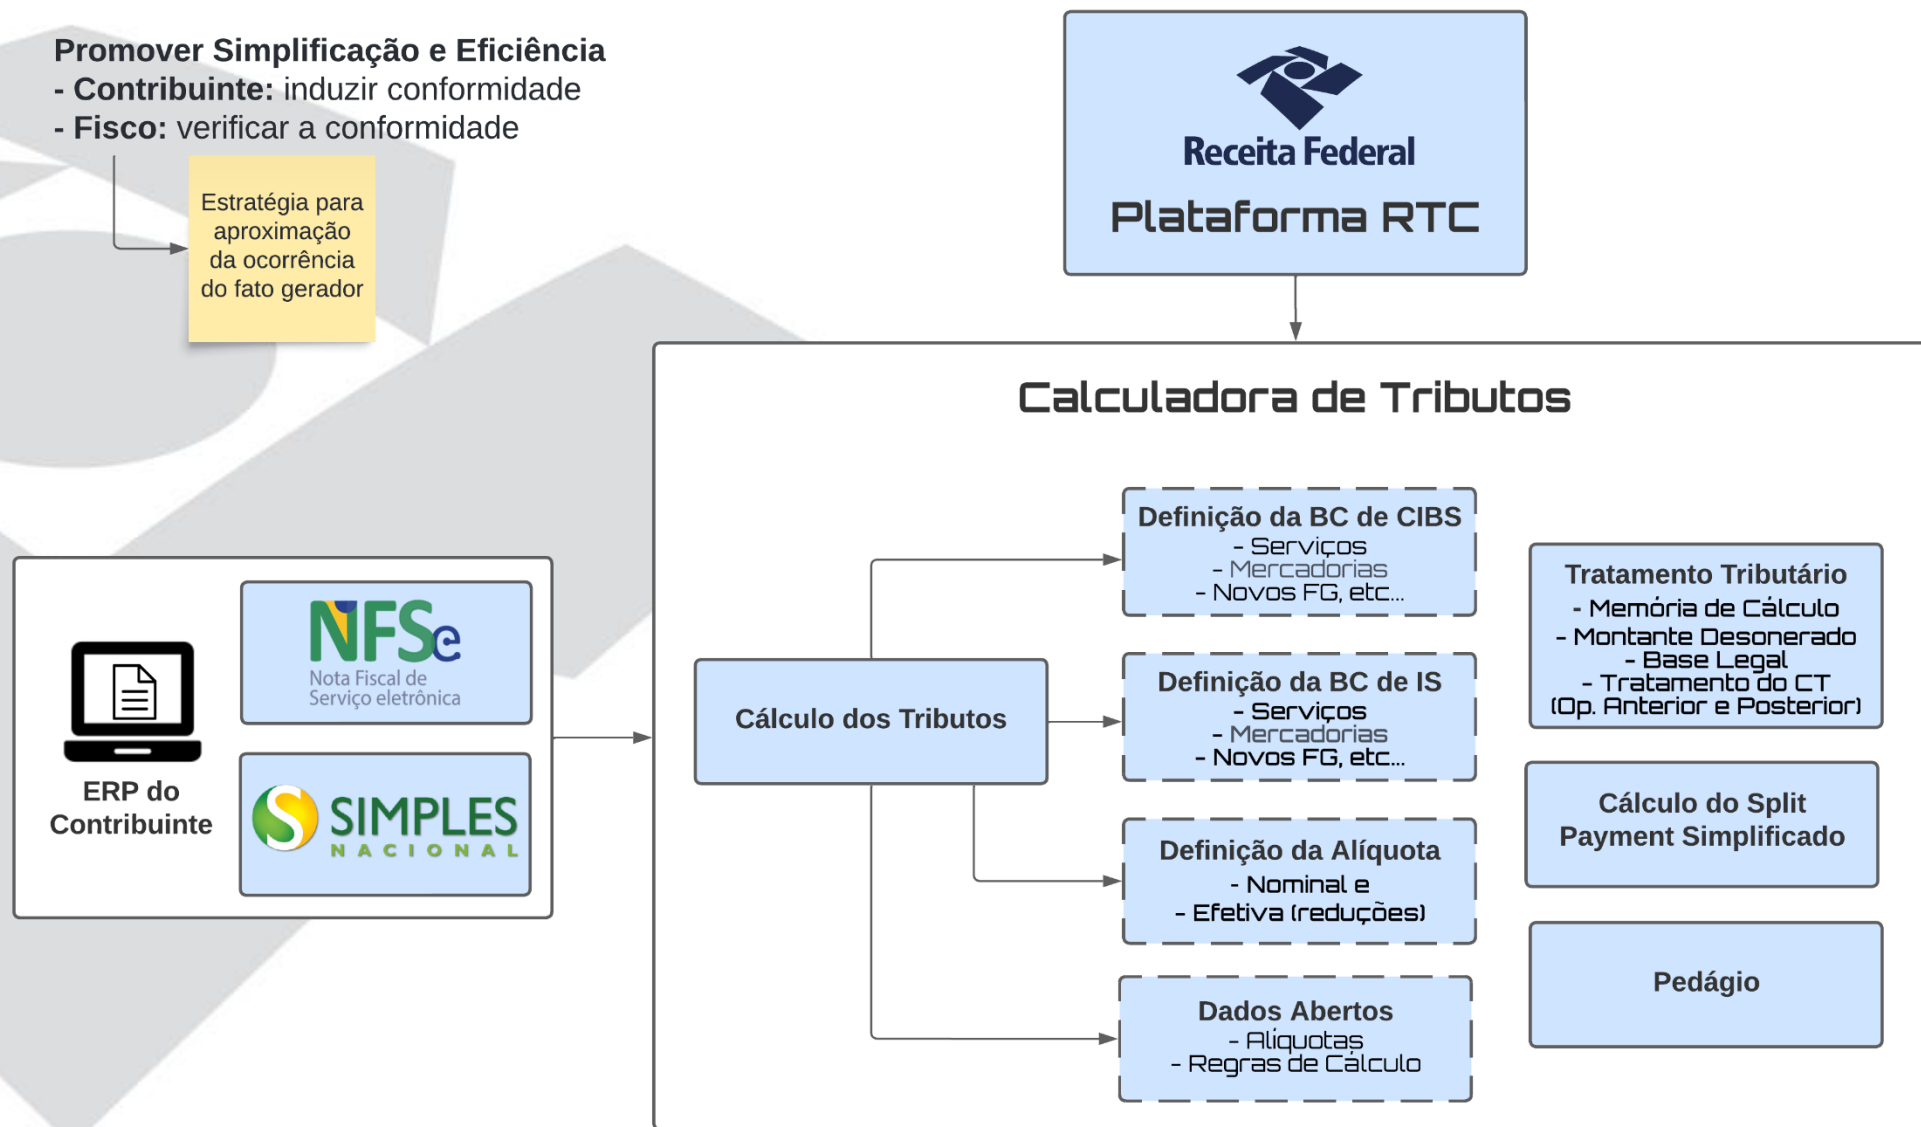 Promover Simplificação e Eficiência
- Contribuinte: induzir conformidade
- Fisco: verificar a conformidade
Estratégia para
aproximação
da ocorrência
do fato gerador
Receita Federal
Plataforma RTC
Calculadora de Tributos
ERP do
Contribuinte
NFSe
Nota Fiscal de
Serviço eletrônica
SIMPLES
NACIONAL
Cálculo dos Tributos
Definição da BC de CIBS
- Serviços
- Mercadorias
- Novos FG, etc...
Definição da BC de IS
- Serviços
- Mercadorias
- Novos FG, etc...
Definição da Alíquota
- Nominal e
- Efetiva (reduções)
Dados Abertos
- Alíquotas
- Regras de Cálculo
Tratamento Tributário
- Memória de Cálculo
- Montante Desonerado
- Base Legal
- Tratamento do CT
(Op. Anterior e Posterior)
Cálculo do Split
Payment Simplificado
Pedágio